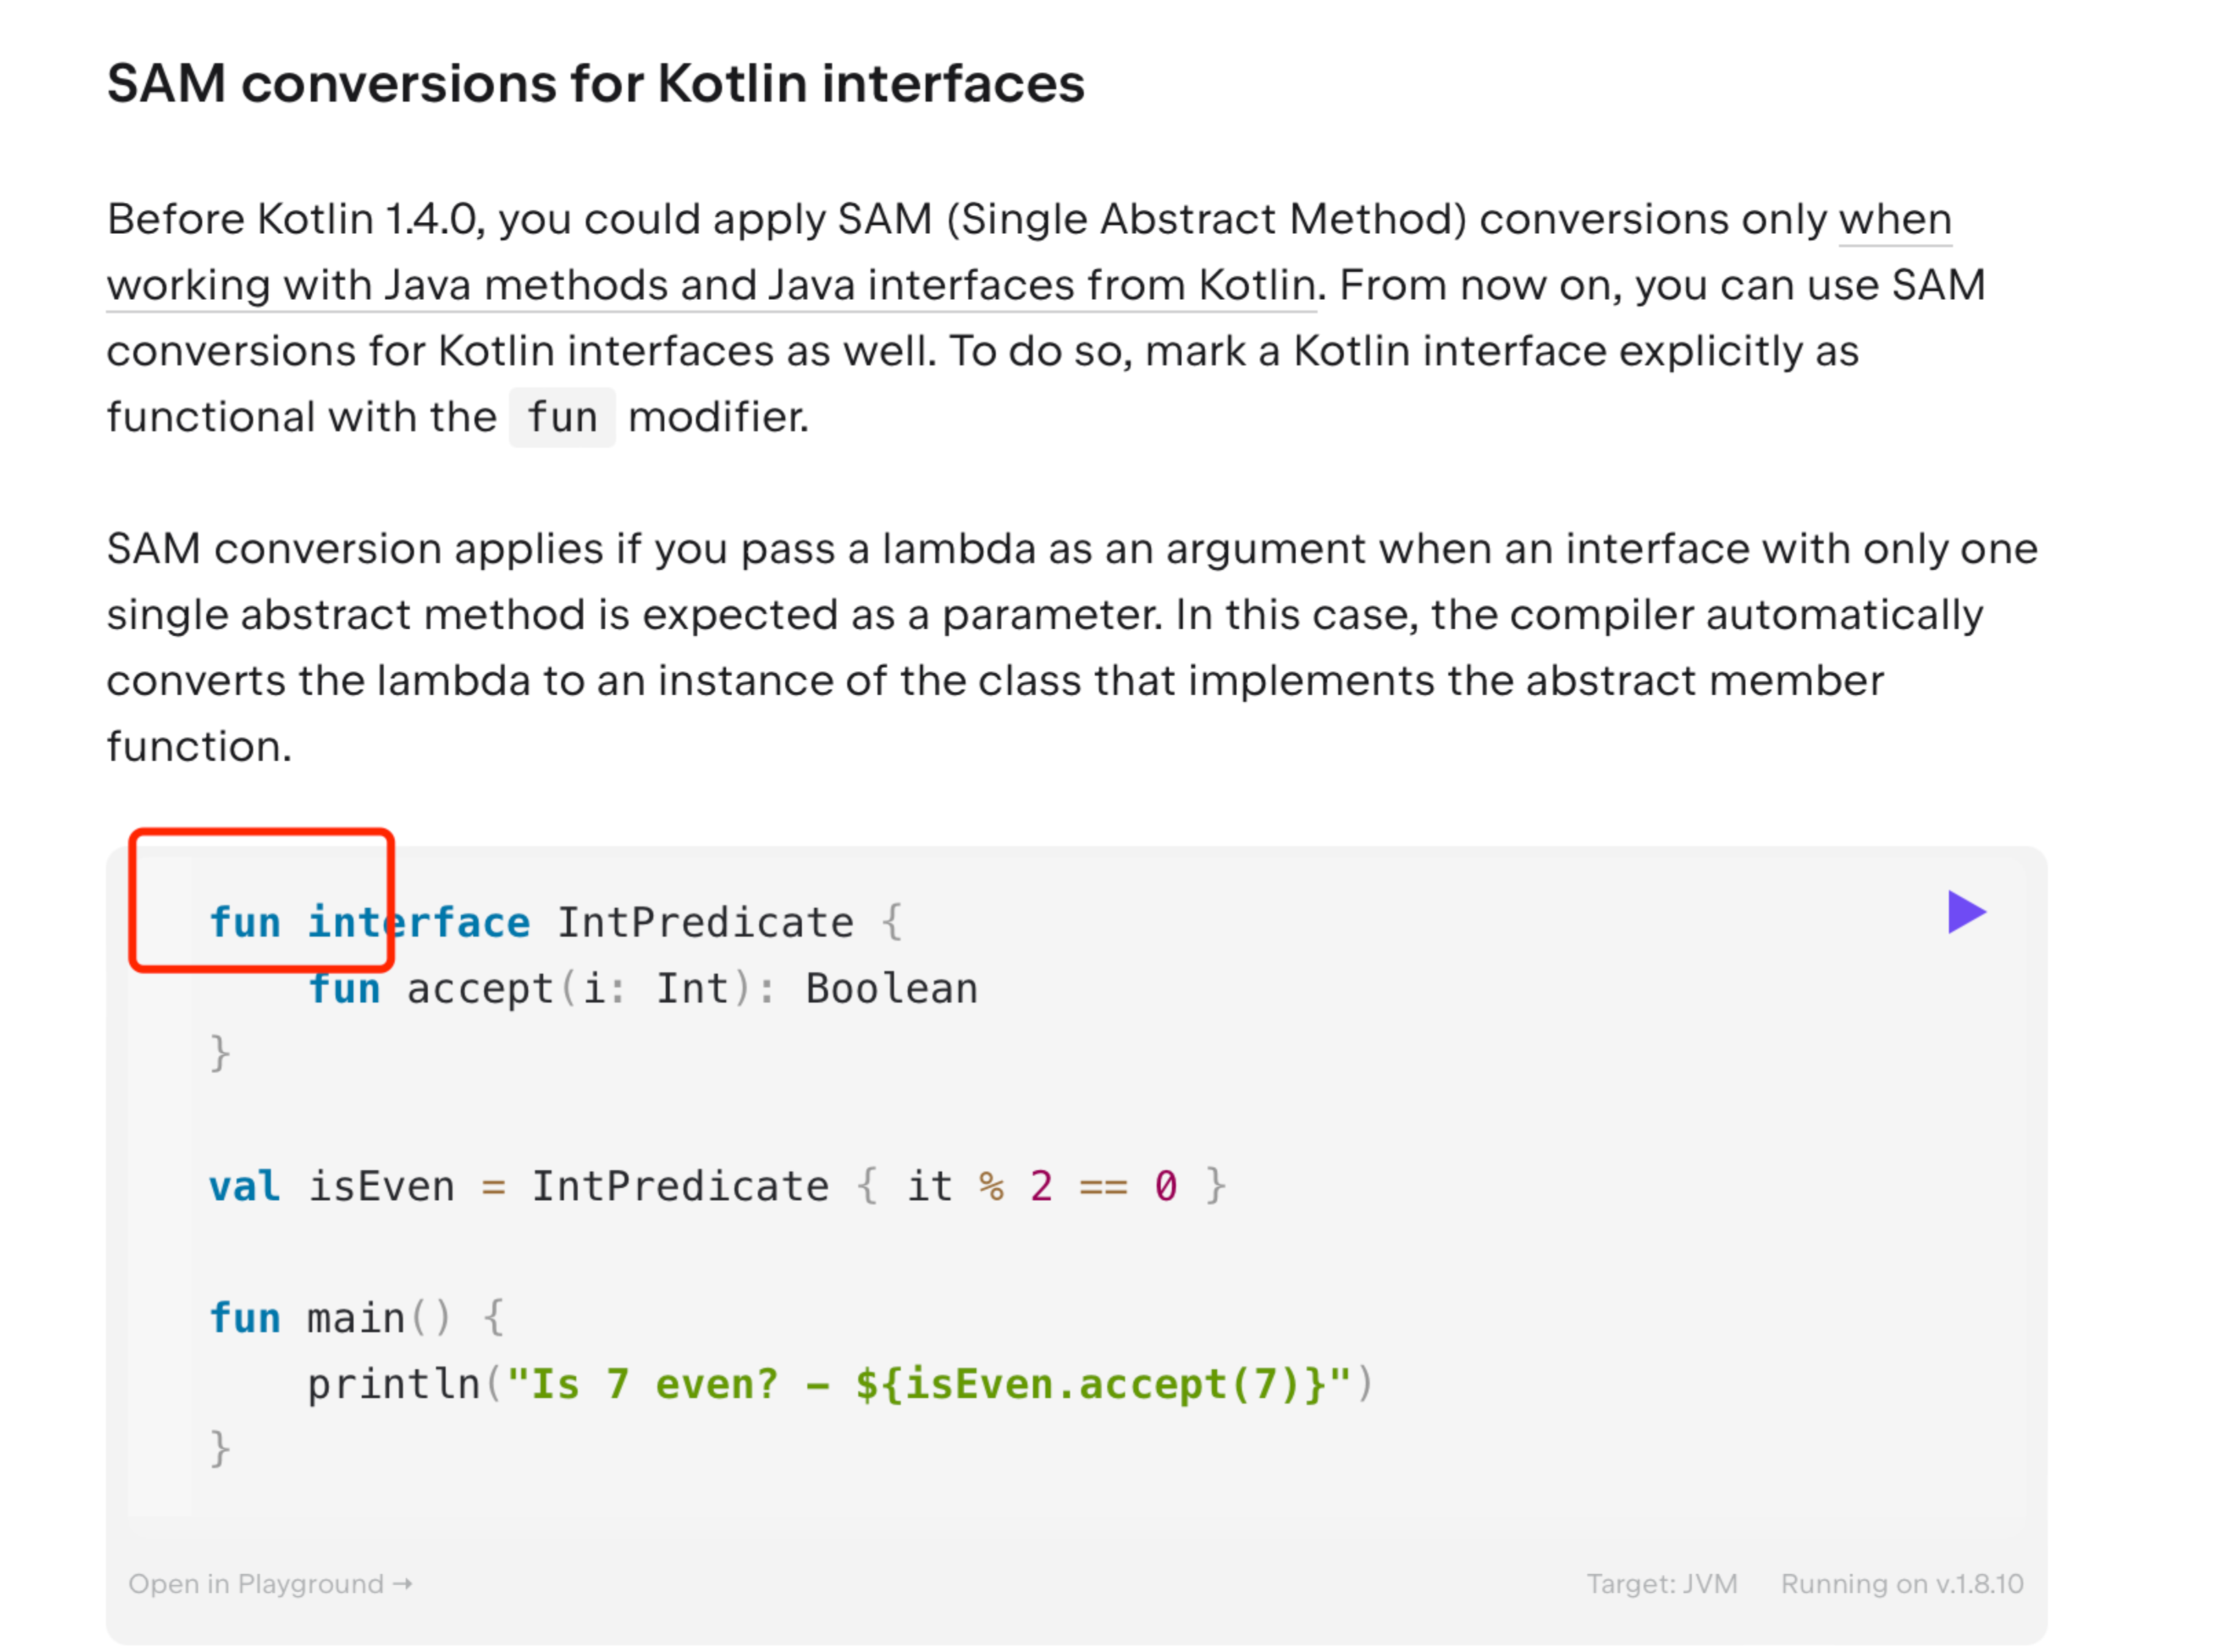 SAM conversions for Kotlin interfaces
Before Kotlin 1.4.0, you could apply SAM (Single Abstract Method) conversions only when
working with Java methods and Java interfaces from Kotlin. From now on, you can use SAM
conversions for Kotlin interfaces as well. To do so, mark a Kotlin interface explicitly as
functional with the fun modifier.
SAM conversion applies if you pass a lambda as an argument when an interface with only one
single abstract method is expected as a parameter. In this case, the compiler automatically
converts the lambda to an instance of the class that implements the abstract member
function.
fun interface IntPredicate {
    fun accept(i: Int): Boolean
}
val isEven = IntPredicate { it % 2 == 0 }
fun main() {
    println("Is 7 even? – ${isEven.accept(7)}")
}
Open in Playground →
Target: JVM Running on v.1.8.10